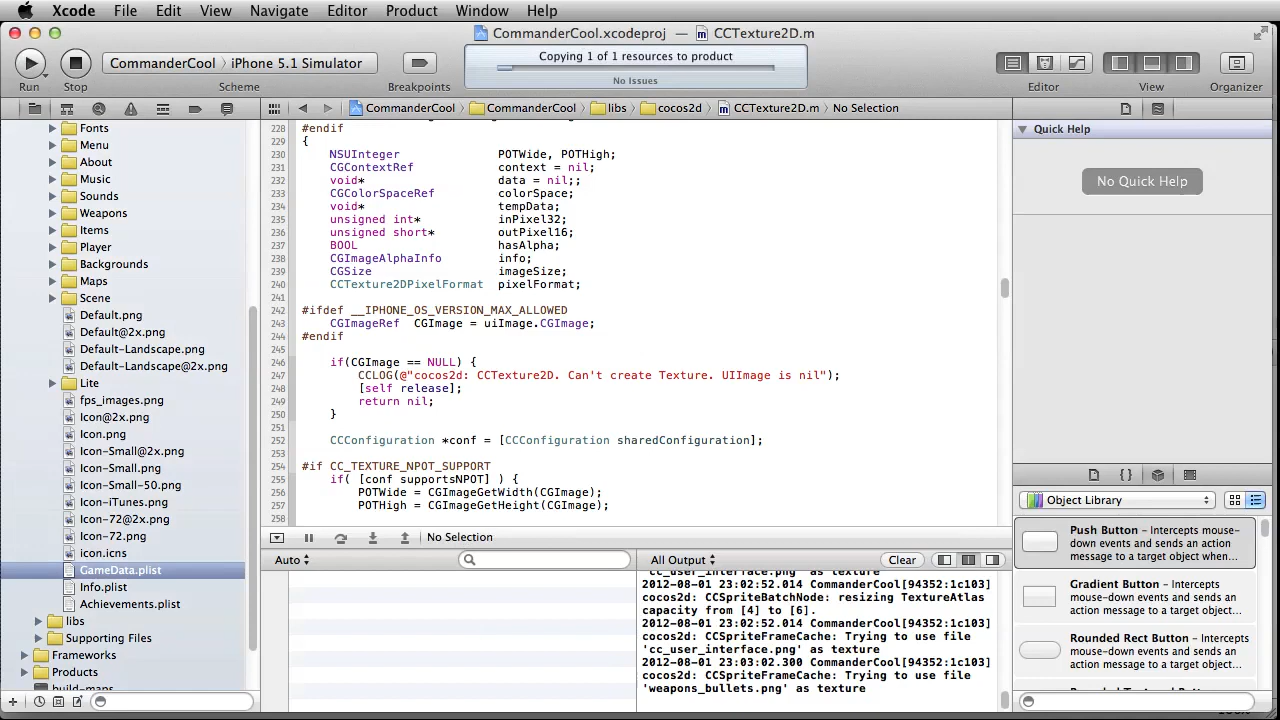 Xcode File Edit View Navigate Editor Product Window Help
CommanderCool.xcodeproj — CCTexture2D.m
CommanderCool iPhone 5.1 Simulator
Copying 1 of 1 resources to product
No Issues
Run Stop Scheme Breakpoints Editor View Organizer
CommanderCool CommanderCool libs cocos2d CCTexture2D.m No Selection
Fonts
Menu
About
Music
Sounds
Weapons
Items
Player
Backgrounds
Maps
Scene
Default.png
Default@2x.png
Default-Landscape.png
Default-Landscape@2x.png
Lite
fps_images.png
Icon@2x.png
Icon.png
Icon-Small@2x.png
Icon-Small.png
Icon-Small-50.png
Icon-iTunes.png
Icon-72@2x.png
Icon-72.png
icon.icns
GameData.plist
Info.plist
Achievements.plist
libs
Supporting Files
Frameworks
Products
build-maps
228 #endif
229 {
230 NSUInteger POTWide, POTHigh;
231 CGContextRef context = nil;
232 void* data = nil;;
233 CGColorSpaceRef colorSpace;
234 void* tempData;
235 unsigned int* inPixel32;
236 unsigned short* outPixel16;
237 BOOL hasAlpha;
238 CGImageAlphaInfo info;
239 CGSize imageSize;
240 CCTexture2DPixelFormat pixelFormat;
241
242 #ifdef __IPHONE_OS_VERSION_MAX_ALLOWED
243 CGImageRef CGImage = uiImage.CGImage;
244 #endif
245
246 if(CGImage == NULL) {
247 CCLOG(@"cocos2d: CCTexture2D. Can't create Texture. UIImage is nil");
248 [self release];
249 return nil;
250 }
251
252 CCConfiguration *conf = [CCConfiguration sharedConfiguration];
253
254 #if CC_TEXTURE_NPOT_SUPPORT
255 if( [conf supportsNPOT] ) {
256 POTWide = CGImageGetWidth(CGImage);
257 POTHigh = CGImageGetHeight(CGImage);
258
No Selection
Auto
All Output
Clear
cc_user_interface.png' as texture
2012-08-01 23:02:52.014 CommanderCool[94352:1c103]
cocos2d: CCSpriteBatchNode: resizing TextureAtlas
capacity from [4] to [6].
2012-08-01 23:02:52.014 CommanderCool[94352:1c103]
cocos2d: CCSpriteFrameCache: Trying to use file
'cc_user_interface.png' as texture
2012-08-01 23:03:02.300 CommanderCool[94352:1c103]
cocos2d: CCSpriteFrameCache: Trying to use file
'weapons_bullets.png' as texture
Quick Help
No Quick Help
Object Library
Push Button – Intercepts mouse-
down events and sends an action
message to a target object when...
Gradient Button – Intercepts
mouse-down events and sends an
action message to a target object...
Rounded Rect Button – Intercepts
mouse-down events and sends an
action message to a target object...